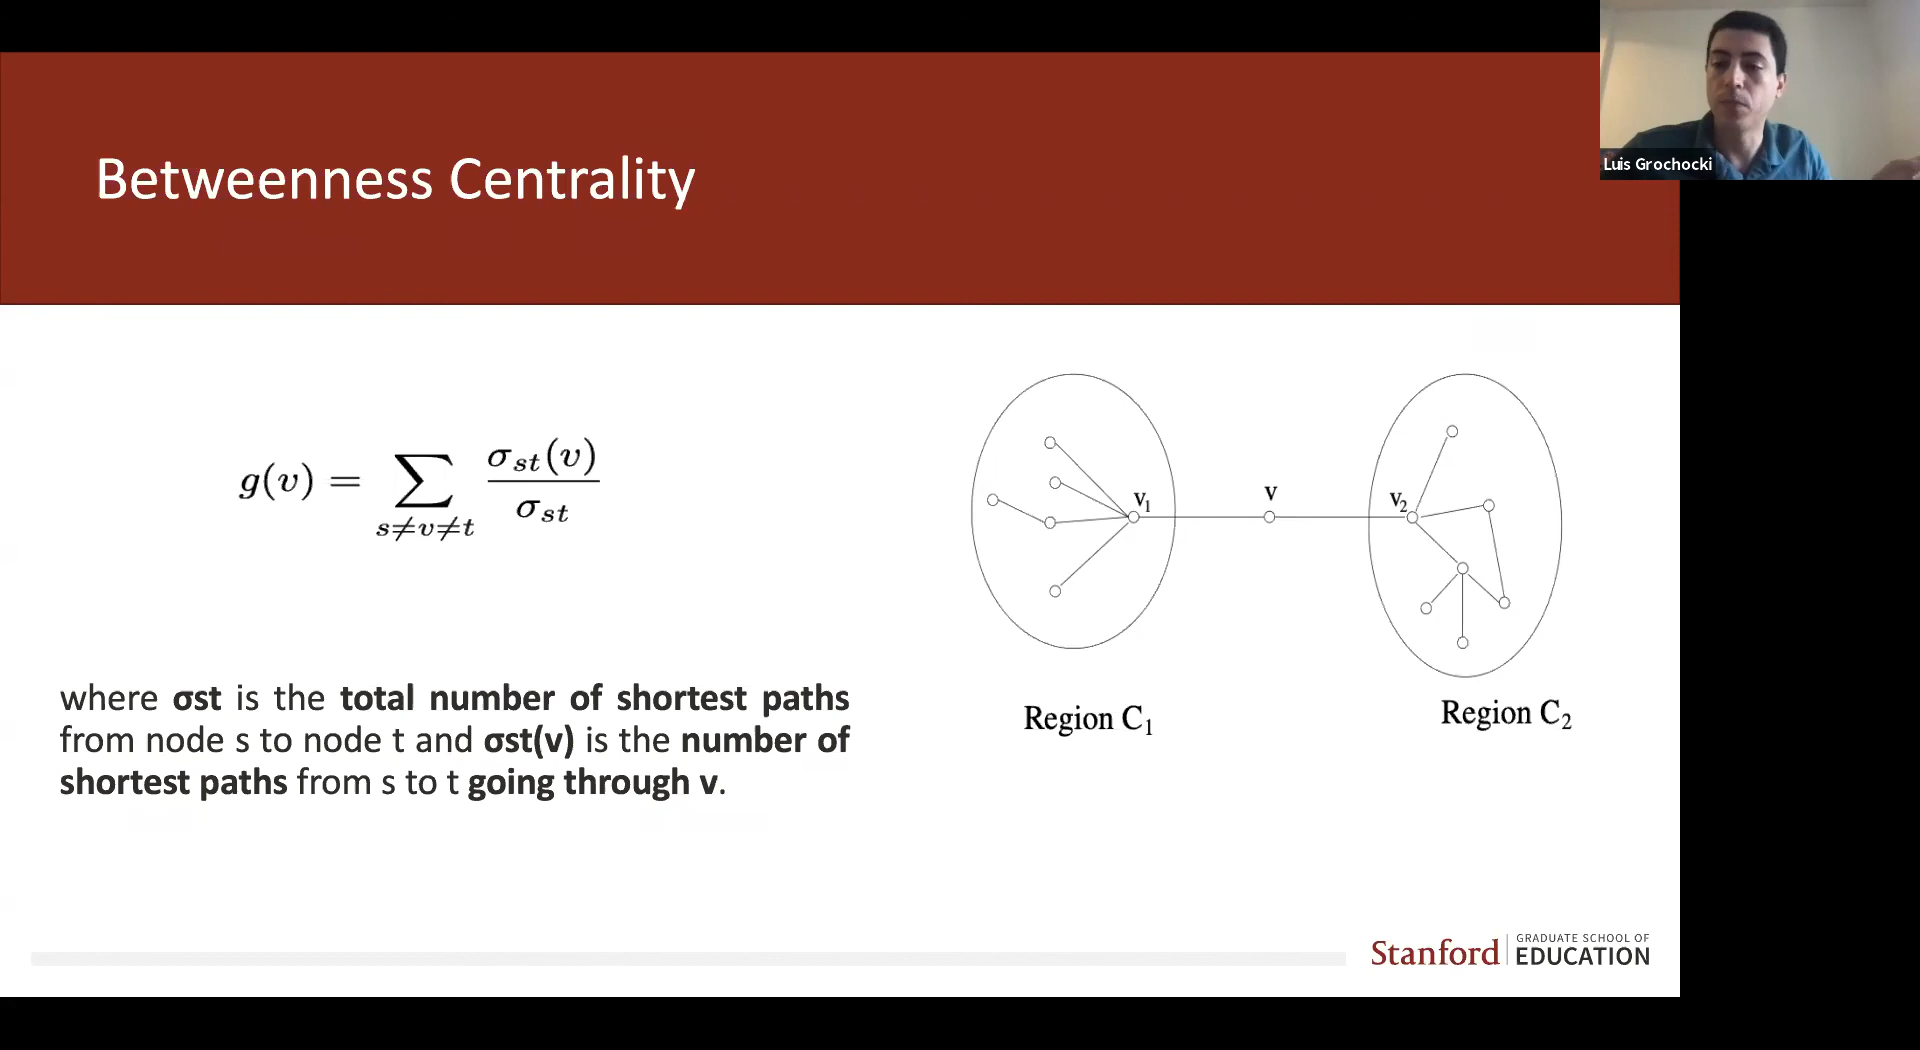 Luis Grochocki
Betweenness Centrality
g(v) = ∑ σst(v)
s≠v≠t σst
v1 v v2
Region C1
Region C2
where σst is the total number of shortest paths
from node s to node t and σst(v) is the number of
shortest paths from s to t going through v.
Stanford
GRADUATE SCHOOL OF
EDUCATION